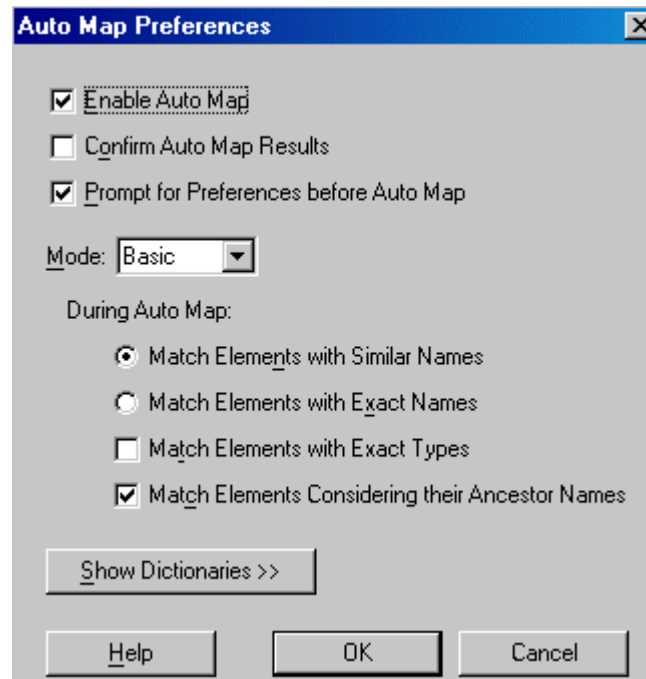 Auto Map Preferences
Enable Auto Map
Confirm Auto Map Results
Prompt for Preferences before Auto Map
Mode: Basic
During Auto Map:
Match Elements with Similar Names
Match Elements with Exact Names
Match Elements with Exact Types
Match Elements Considering their Ancestor Names
Show Dictionaries >>
Help OK Cancel